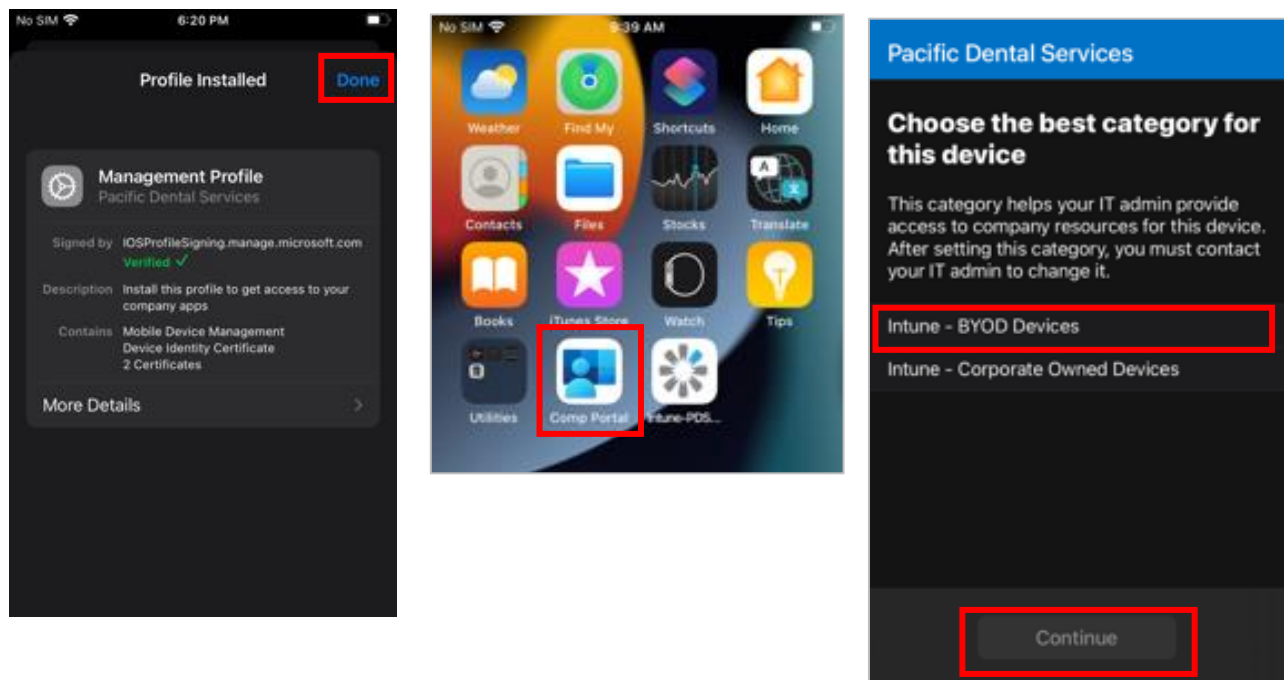 No SIM 6:20 PM
Profile Installed Done
Management Profile
Pacific Dental Services
Signed by IOSProfileSigning.manage.microsoft.com
Verified ✓
Description Install this profile to get access to your
company apps
Contains Mobile Device Management
Device Identity Certificate
2 Certificates
More Details
No SIM 9:39 AM
Weather Find My Shortcuts Home
Contacts Files Stocks Translate
Books iTunes Store Watch Tips
Utilities Comp Portal Intune-PDS...
Pacific Dental Services
Choose the best category for
this device
This category helps your IT admin provide
access to company resources for this device.
After setting this category, you must contact
your IT admin to change it.
Intune - BYOD Devices
Intune - Corporate Owned Devices
Continue